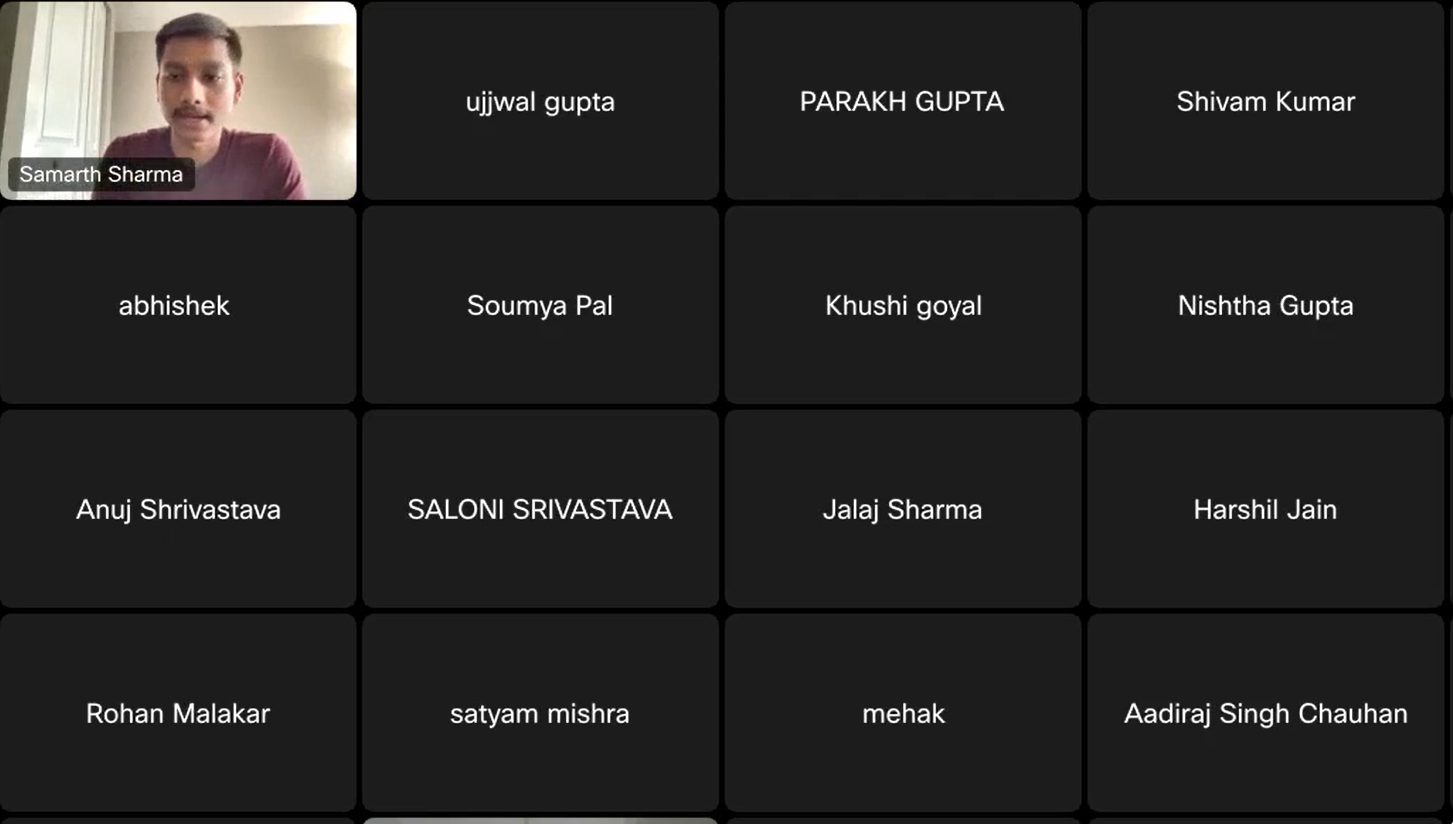 Samarth Sharma
ujjwal gupta
PARAKH GUPTA
Shivam Kumar
abhishek
Soumya Pal
Khushi goyal
Nishtha Gupta
Anuj Shrivastava
SALONI SRIVASTAVA
Jalaj Sharma
Harshil Jain
Rohan Malakar
satyam mishra
mehak
Aadiraj Singh Chauhan